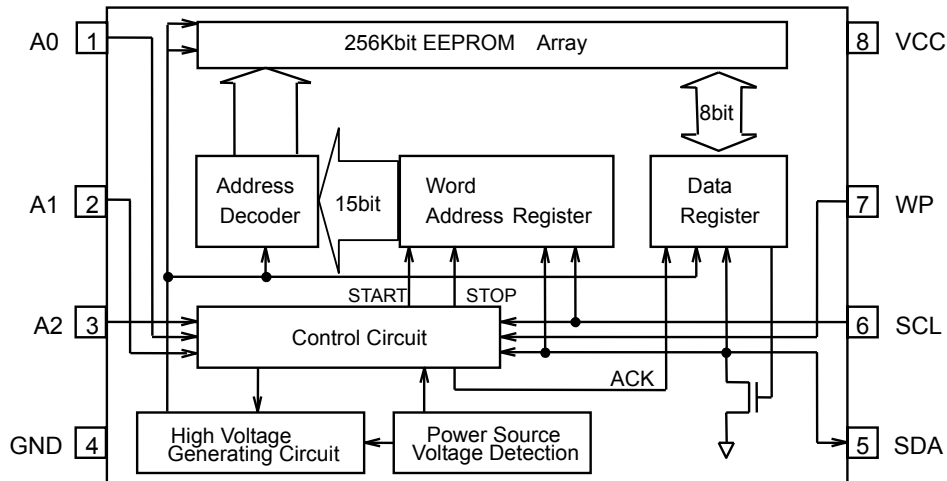 A0 1
256Kbit EEPROM Array
8 VCC
8bit
A1 2
Address
Decoder
15bit
Word
Address Register
Data
Register
7 WP
START
STOP
A2 3
Control Circuit
6 SCL
ACK
GND 4
High Voltage
Generating Circuit
Power Source
Voltage Detection
5 SDA